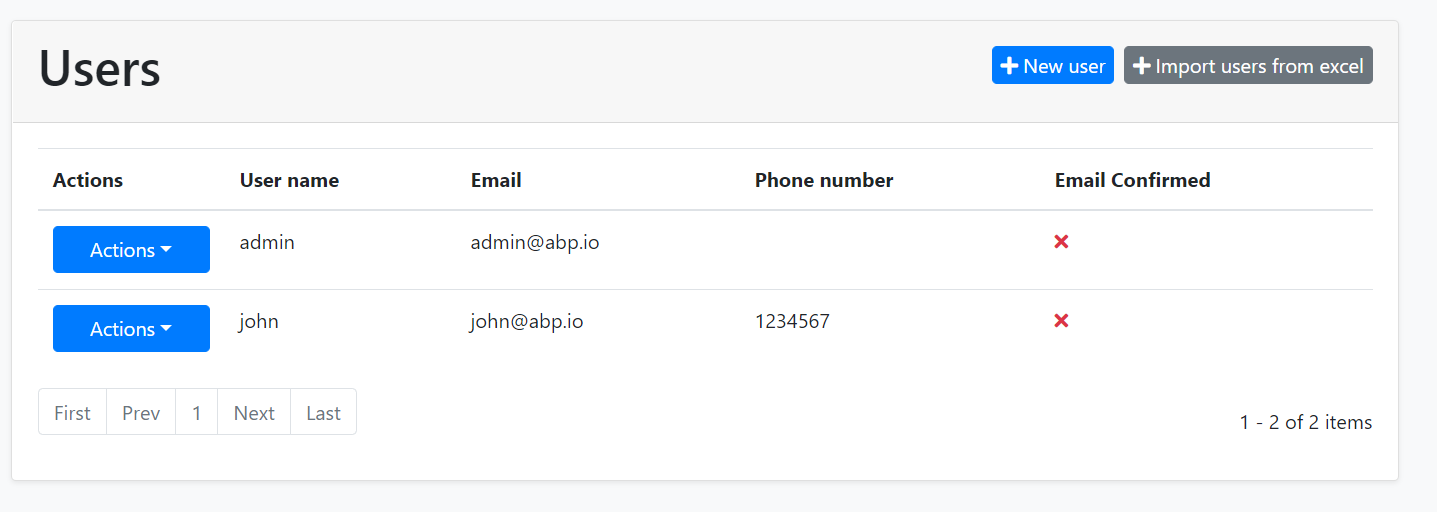 Users
New user
Import users from excel
Actions User name Email Phone number Email Confirmed
Actions admin admin@abp.io
Actions john john@abp.io 1234567
First Prev 1 Next Last
1 - 2 of 2 items